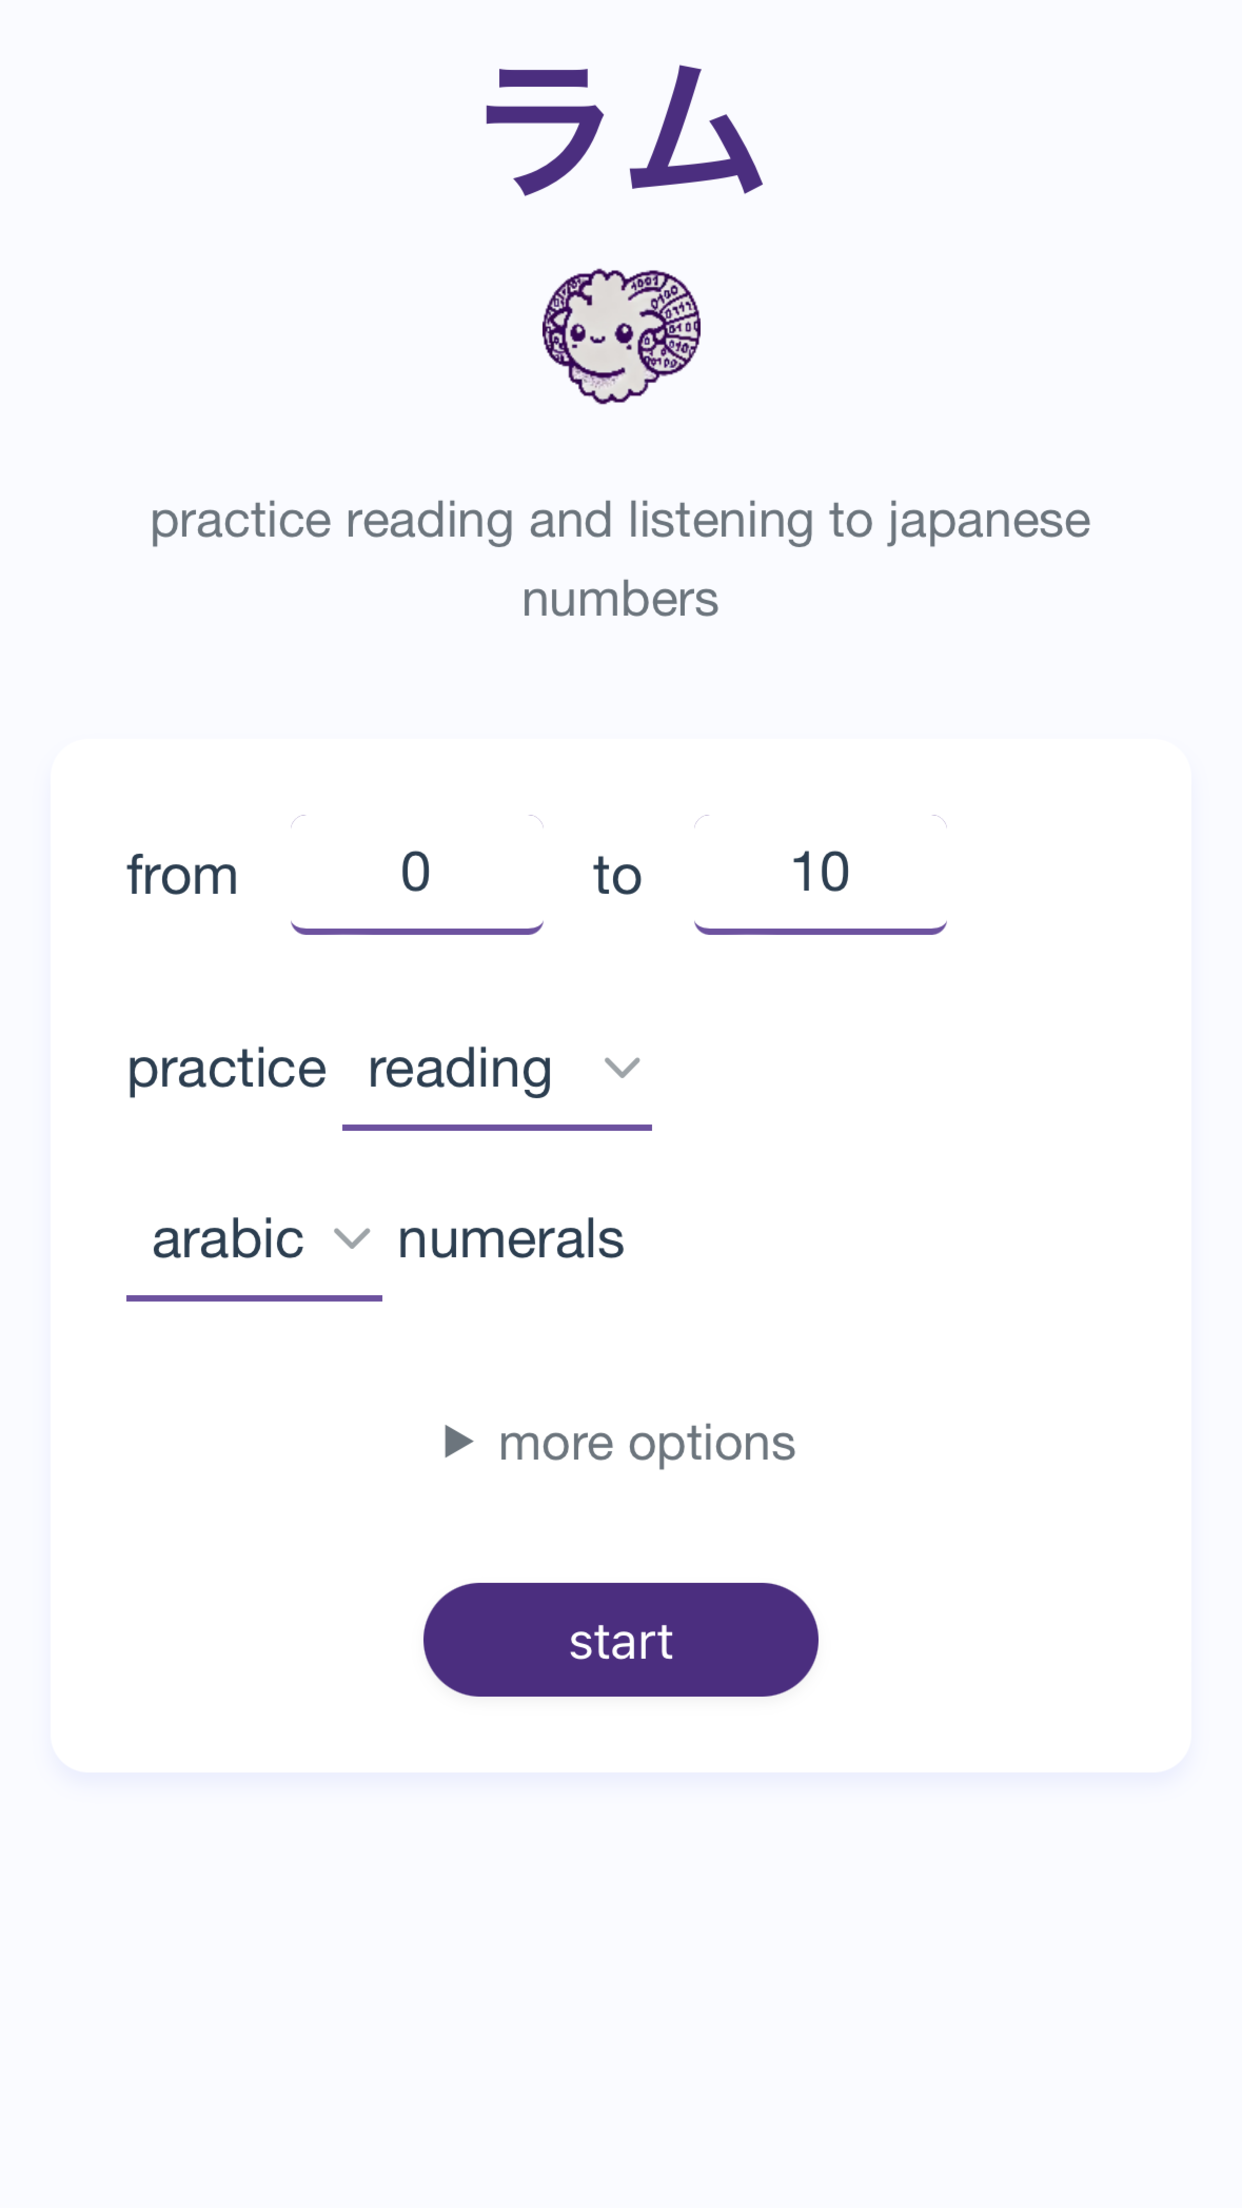 ラム
practice reading and listening to japanese
numbers
from 0 to 10
practice reading
arabic numerals
▶ more options
start